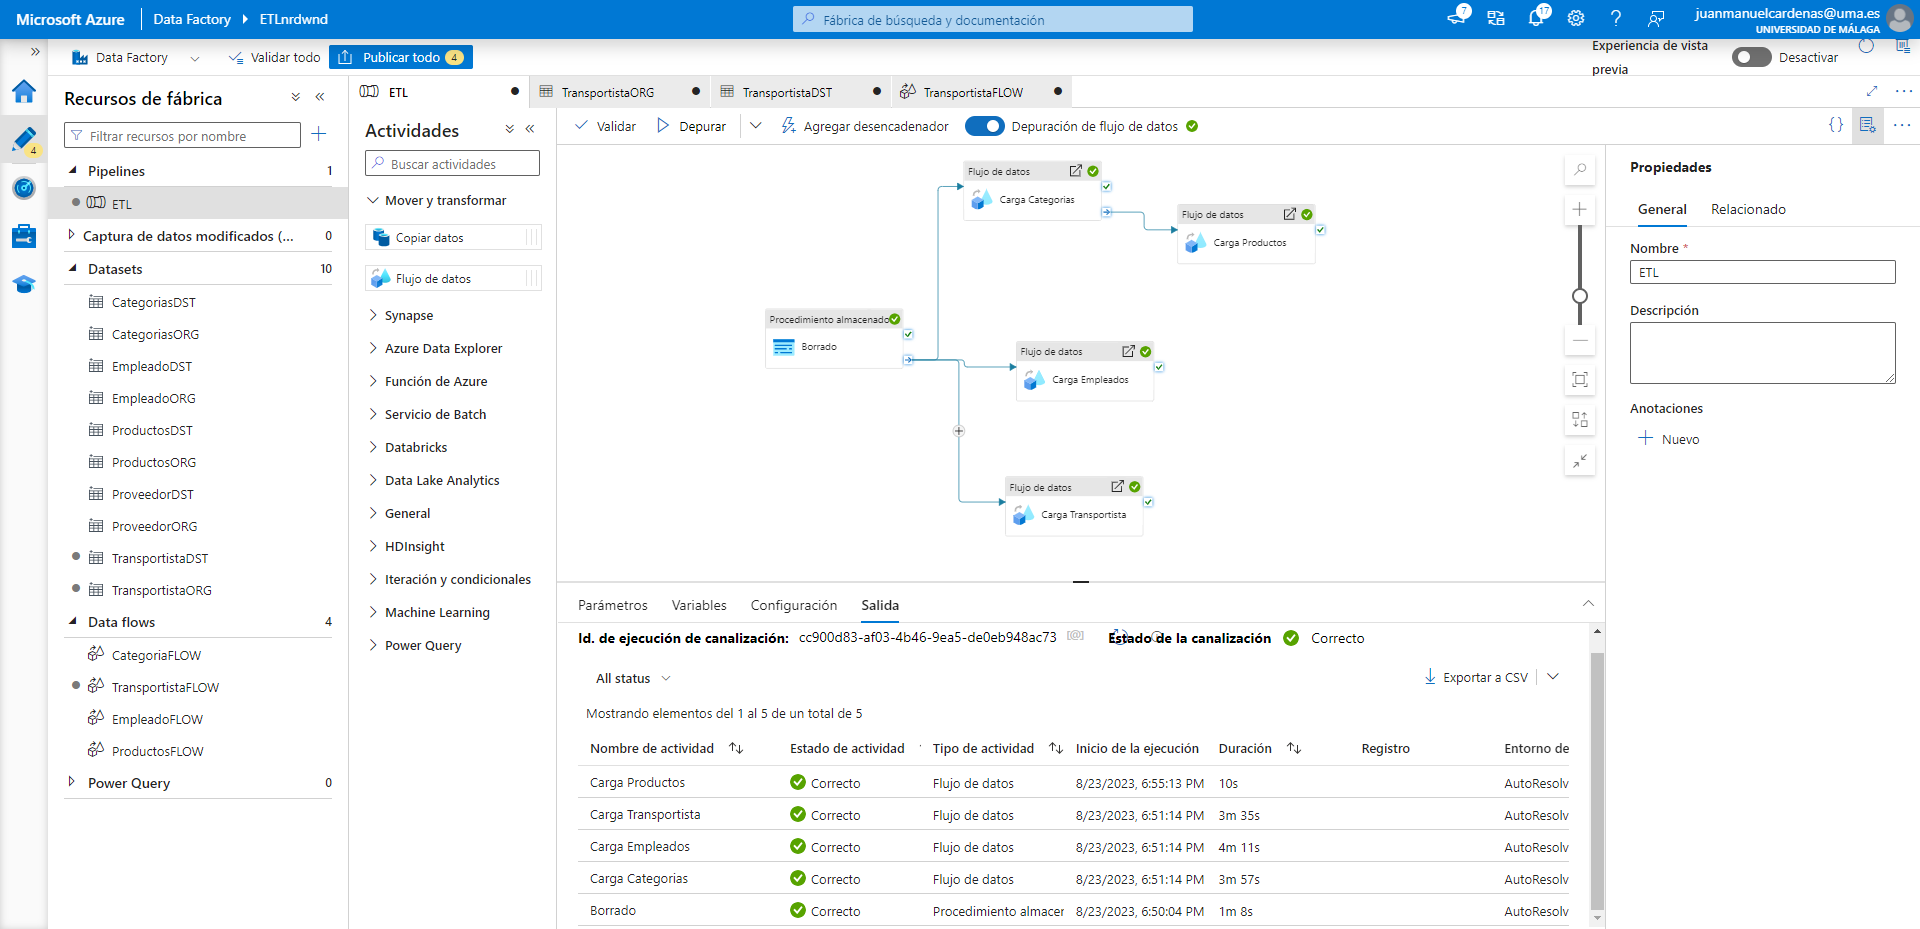 Microsoft Azure
Data Factory
ETLnrdwnd
Fábrica de búsqueda y documentación
7
17
juanmanuelcardenas@uma.es
UNIVERSIDAD DE MÁLAGA
Data Factory
Validar todo
Publicar todo
4
Experiencia de vista
previa
Desactivar
4
Recursos de fábrica
Filtrar recursos por nombre
Pipelines
1
ETL
Captura de datos modificados (...
0
Datasets
10
CategoriasDST
CategoriasORG
EmpleadoDST
EmpleadoORG
ProductosDST
ProductosORG
ProveedorDST
ProveedorORG
TransportistaDST
TransportistaORG
Data flows
4
CategoriaFLOW
TransportistaFLOW
EmpleadoFLOW
ProductosFLOW
Power Query
0
ETL
TransportistaORG
TransportistaDST
TransportistaFLOW
Actividades
Buscar actividades
Mover y transformar
Copiar datos
Flujo de datos
Synapse
Azure Data Explorer
Función de Azure
Servicio de Batch
Databricks
Data Lake Analytics
General
HDInsight
Iteración y condicionales
Machine Learning
Power Query
Validar
Depurar
Agregar desencadenador
Depuración de flujo de datos
Flujo de datos
Carga Categorias
Flujo de datos
Carga Productos
Procedimiento almacenado
Borrado
Flujo de datos
Carga Empleados
Flujo de datos
Carga Transportista
Parámetros
Variables
Configuración
Salida
Id. de ejecución de canalización: cc900d83-af03-4b46-9ea5-de0eb948ac73
Estado de la canalización
Correcto
All status
Exportar a CSV
Mostrando elementos del 1 al 5 de un total de 5
Nombre de actividad Estado de actividad Tipo de actividad Inicio de la ejecución Duración Registro Entorno de
Carga Productos Correcto Flujo de datos 8/23/2023, 6:55:13 PM 10s AutoResolv
Carga Transportista Correcto Flujo de datos 8/23/2023, 6:51:14 PM 3m 35s AutoResolv
Carga Empleados Correcto Flujo de datos 8/23/2023, 6:51:14 PM 4m 11s AutoResolv
Carga Categorias Correcto Flujo de datos 8/23/2023, 6:51:14 PM 3m 57s AutoResolv
Borrado Correcto Procedimiento almacer 8/23/2023, 6:50:04 PM 1m 8s AutoResolv
Propiedades
General
Relacionado
Nombre *
ETL
Descripción
Anotaciones
Nuevo